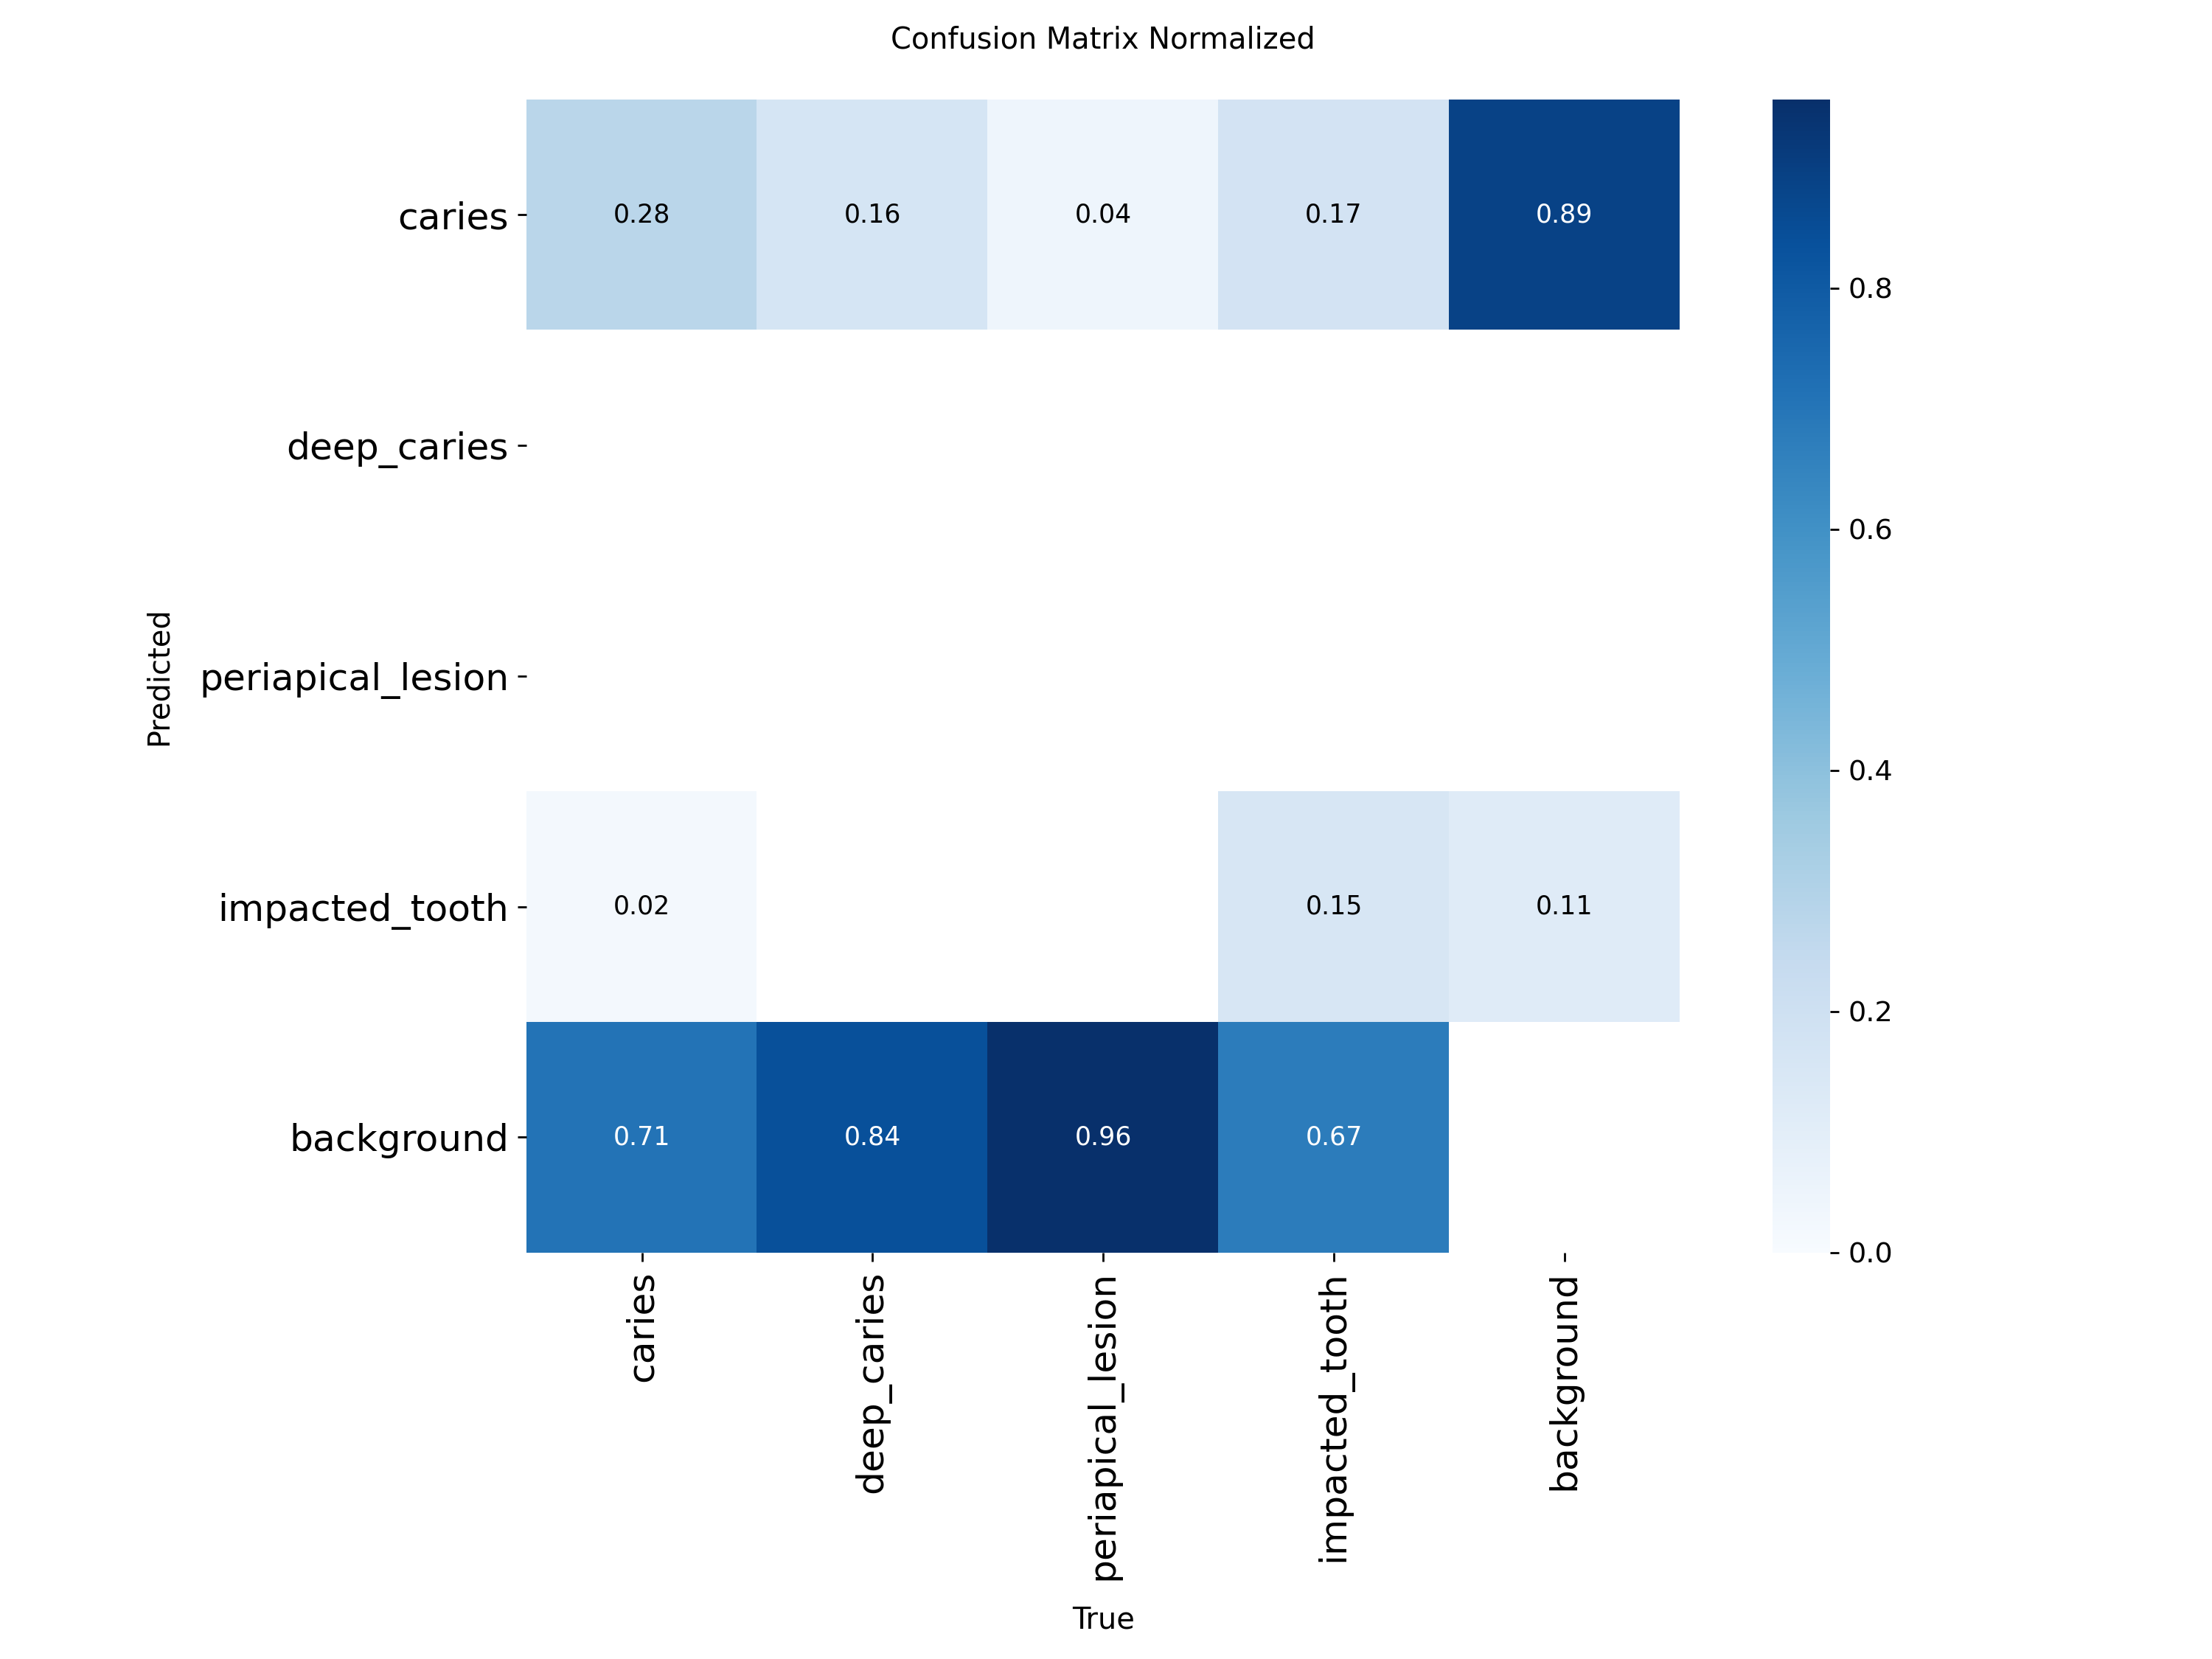 Confusion Matrix Normalized
caries
0.28 0.16 0.04 0.17 0.89
deep_caries
periapical_lesion
impacted_tooth
0.02 0.15 0.11
background
0.71 0.84 0.96 0.67
Predicted
caries
deep_caries
periapical_lesion
impacted_tooth
background
True
0.8
0.6
0.4
0.2
0.0